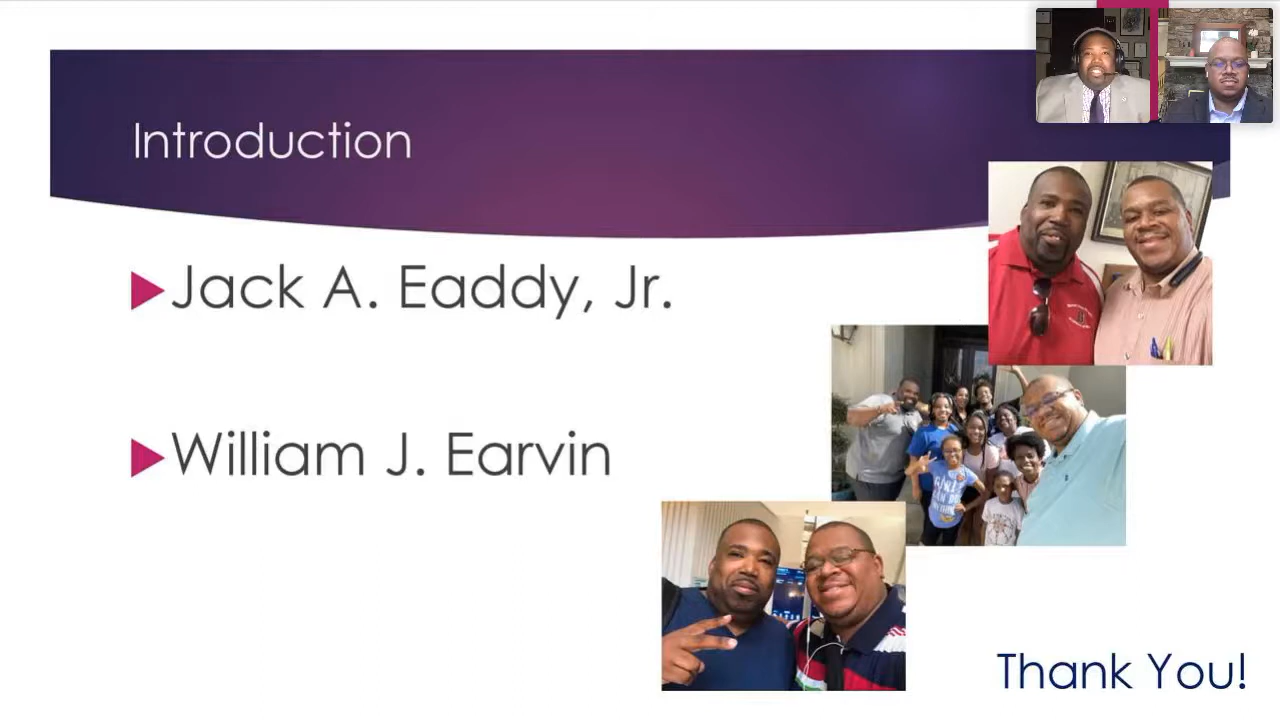 Introduction
Jack A. Eaddy, Jr.
William J. Earvin
Thank You!